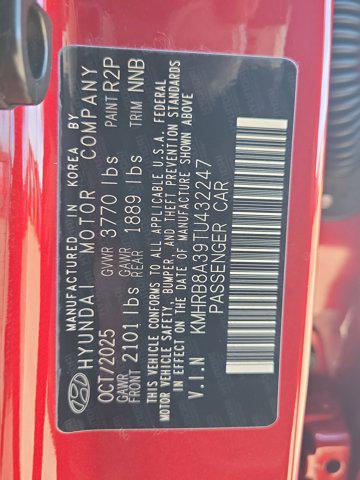 MANUFACTURED IN KOREA BY
HYUNDAI MOTOR COMPANY
OCT/2025 GVWR 3770 lbs PAINT R2P
GAWR FRONT 2101 lbs GAWR REAR 1889 lbs TRIM NNB
THIS VEHICLE CONFORMS TO ALL APPLICABLE U.S.A. FEDERAL
MOTOR VEHICLE SAFETY, BUMPER, AND THEFT PREVENTION STANDARDS
IN EFFECT ON THE DATE OF MANUFACTURE SHOWN ABOVE
V.I.N KMHRB8A39TU432247
PASSENGER CAR